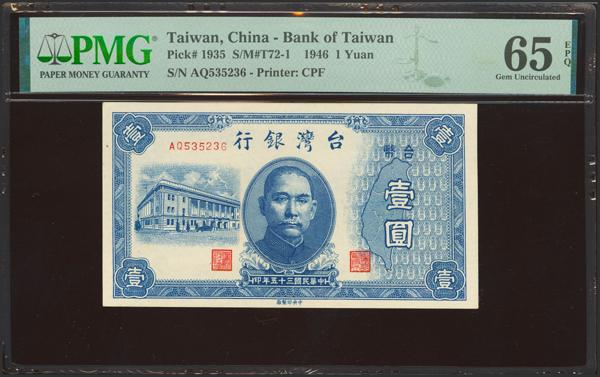 PMG
PAPER MONEY GUARANTY
Taiwan, China - Bank of Taiwan
Pick# 1935 S/M#T72-1 1946 1 Yuan
S/N AQ535236 - Printer: CPF
65 EPQ
Gem Uncirculated
壹
壹
行銀灣台
AQ535236
台幣
壹圓
壹
壹
印年五十三國民華中